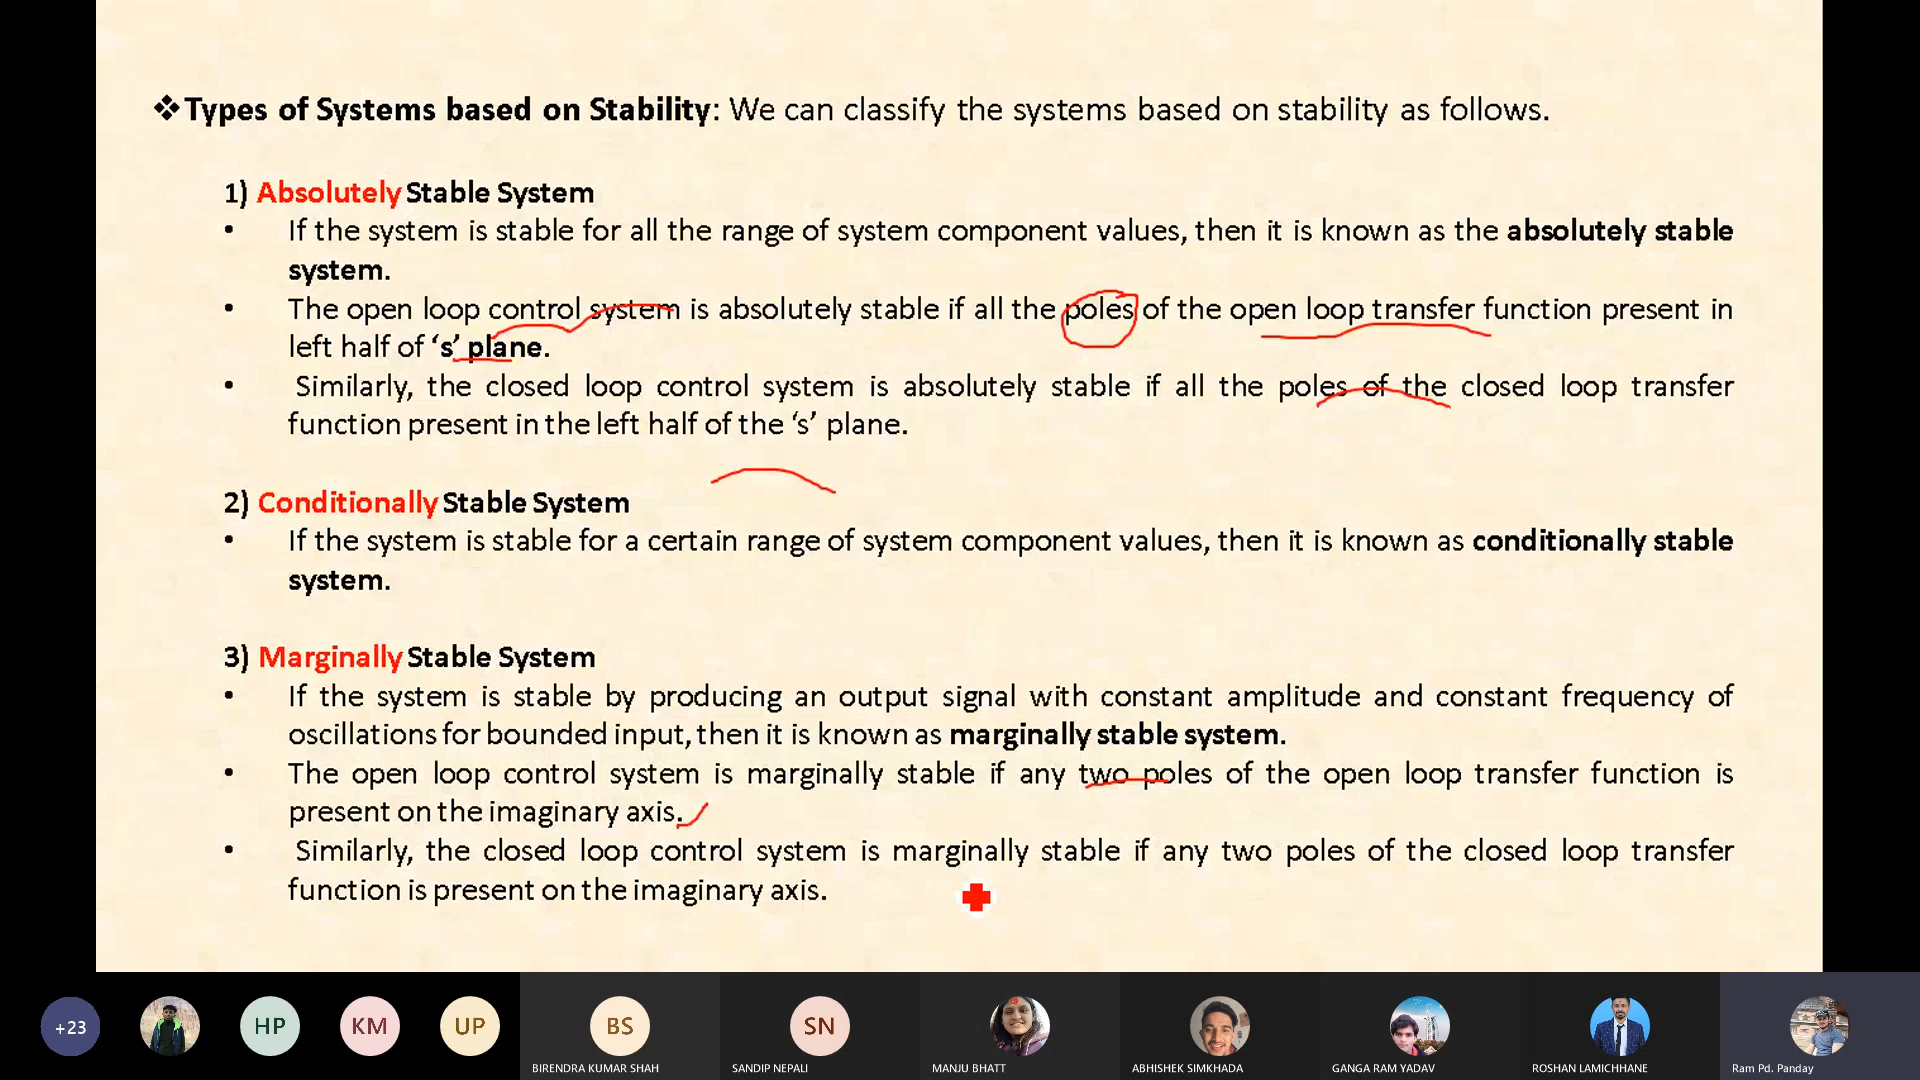 ❖Types of Systems based on Stability: We can classify the systems based on stability as follows.
1) Absolutely Stable System
• If the system is stable for all the range of system component values, then it is known as the absolutely stable
system.
• The open loop control system is absolutely stable if all the poles of the open loop transfer function present in
left half of ‘s’ plane.
• Similarly, the closed loop control system is absolutely stable if all the poles of the closed loop transfer
function present in the left half of the ‘s’ plane.
2) Conditionally Stable System
• If the system is stable for a certain range of system component values, then it is known as conditionally stable
system.
3) Marginally Stable System
• If the system is stable by producing an output signal with constant amplitude and constant frequency of
oscillations for bounded input, then it is known as marginally stable system.
• The open loop control system is marginally stable if any two poles of the open loop transfer function is
present on the imaginary axis.
• Similarly, the closed loop control system is marginally stable if any two poles of the closed loop transfer
function is present on the imaginary axis.
+23 HP KM UP BS SN
BIRENDRA KUMAR SHAH SANDIP NEPALI MANJU BHATT ABHISHEK SIMKHADA GANGA RAM YADAV ROSHAN LAMICHHANE Ram Pd. Panday